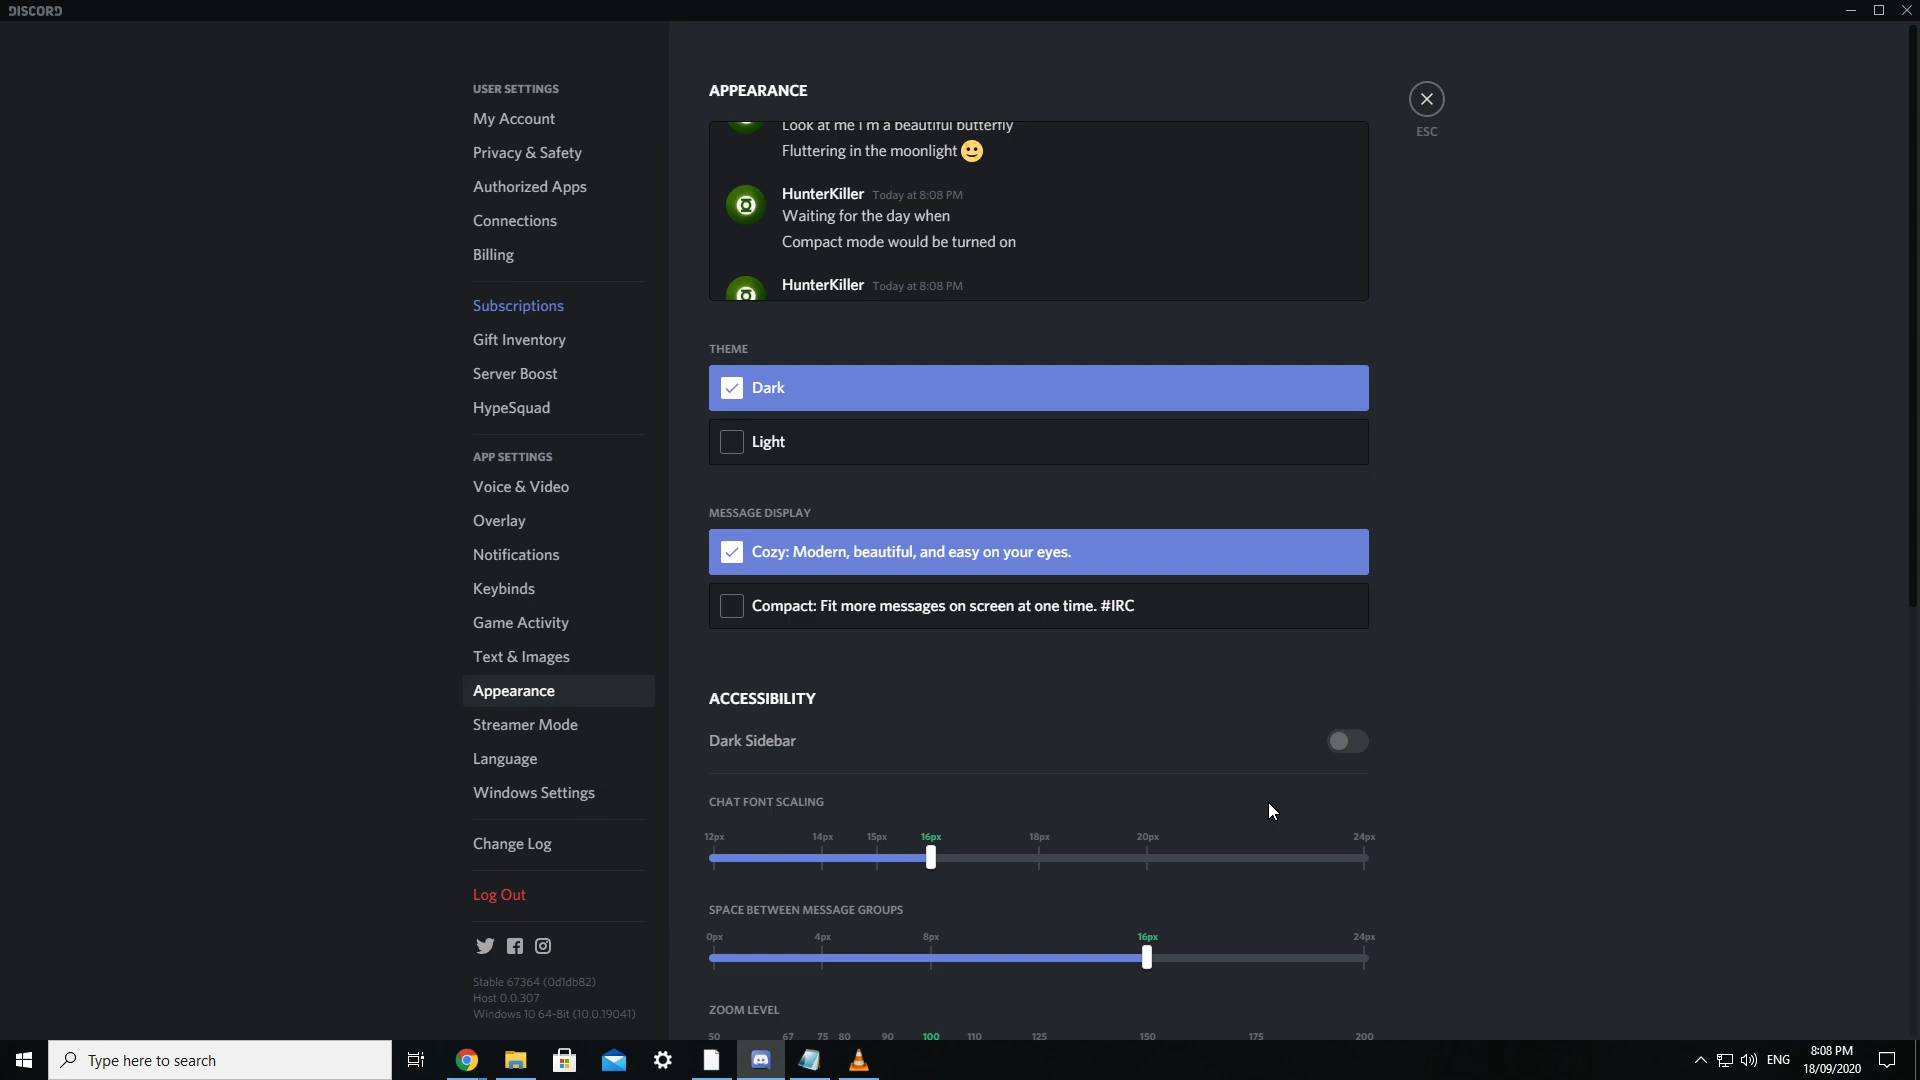 DISCORD
USER SETTINGS
My Account
Privacy & Safety
Authorized Apps
Connections
Billing
Subscriptions
Gift Inventory
Server Boost
HypeSquad
APP SETTINGS
Voice & Video
Overlay
Notifications
Keybinds
Game Activity
Text & Images
Appearance
Streamer Mode
Language
Windows Settings
Change Log
Log Out
Stable 67364 (0d1db82)
Host 0.0.307
Windows 10 64-Bit (10.0.19041)
APPEARANCE
ESC
Look at me I'm a beautiful butterfly
Fluttering in the moonlight
HunterKiller Today at 8:08 PM
Waiting for the day when
Compact mode would be turned on
HunterKiller Today at 8:08 PM
THEME
Dark
Light
MESSAGE DISPLAY
Cozy: Modern, beautiful, and easy on your eyes.
Compact: Fit more messages on screen at one time. #IRC
ACCESSIBILITY
Dark Sidebar
CHAT FONT SCALING
12px 14px 15px 16px 18px 20px 24px
SPACE BETWEEN MESSAGE GROUPS
0px 4px 8px 16px 24px
ZOOM LEVEL
50 67 75 80 90 100 110 125 150 175 200
Type here to search
ENG
8:08 PM
18/09/2020